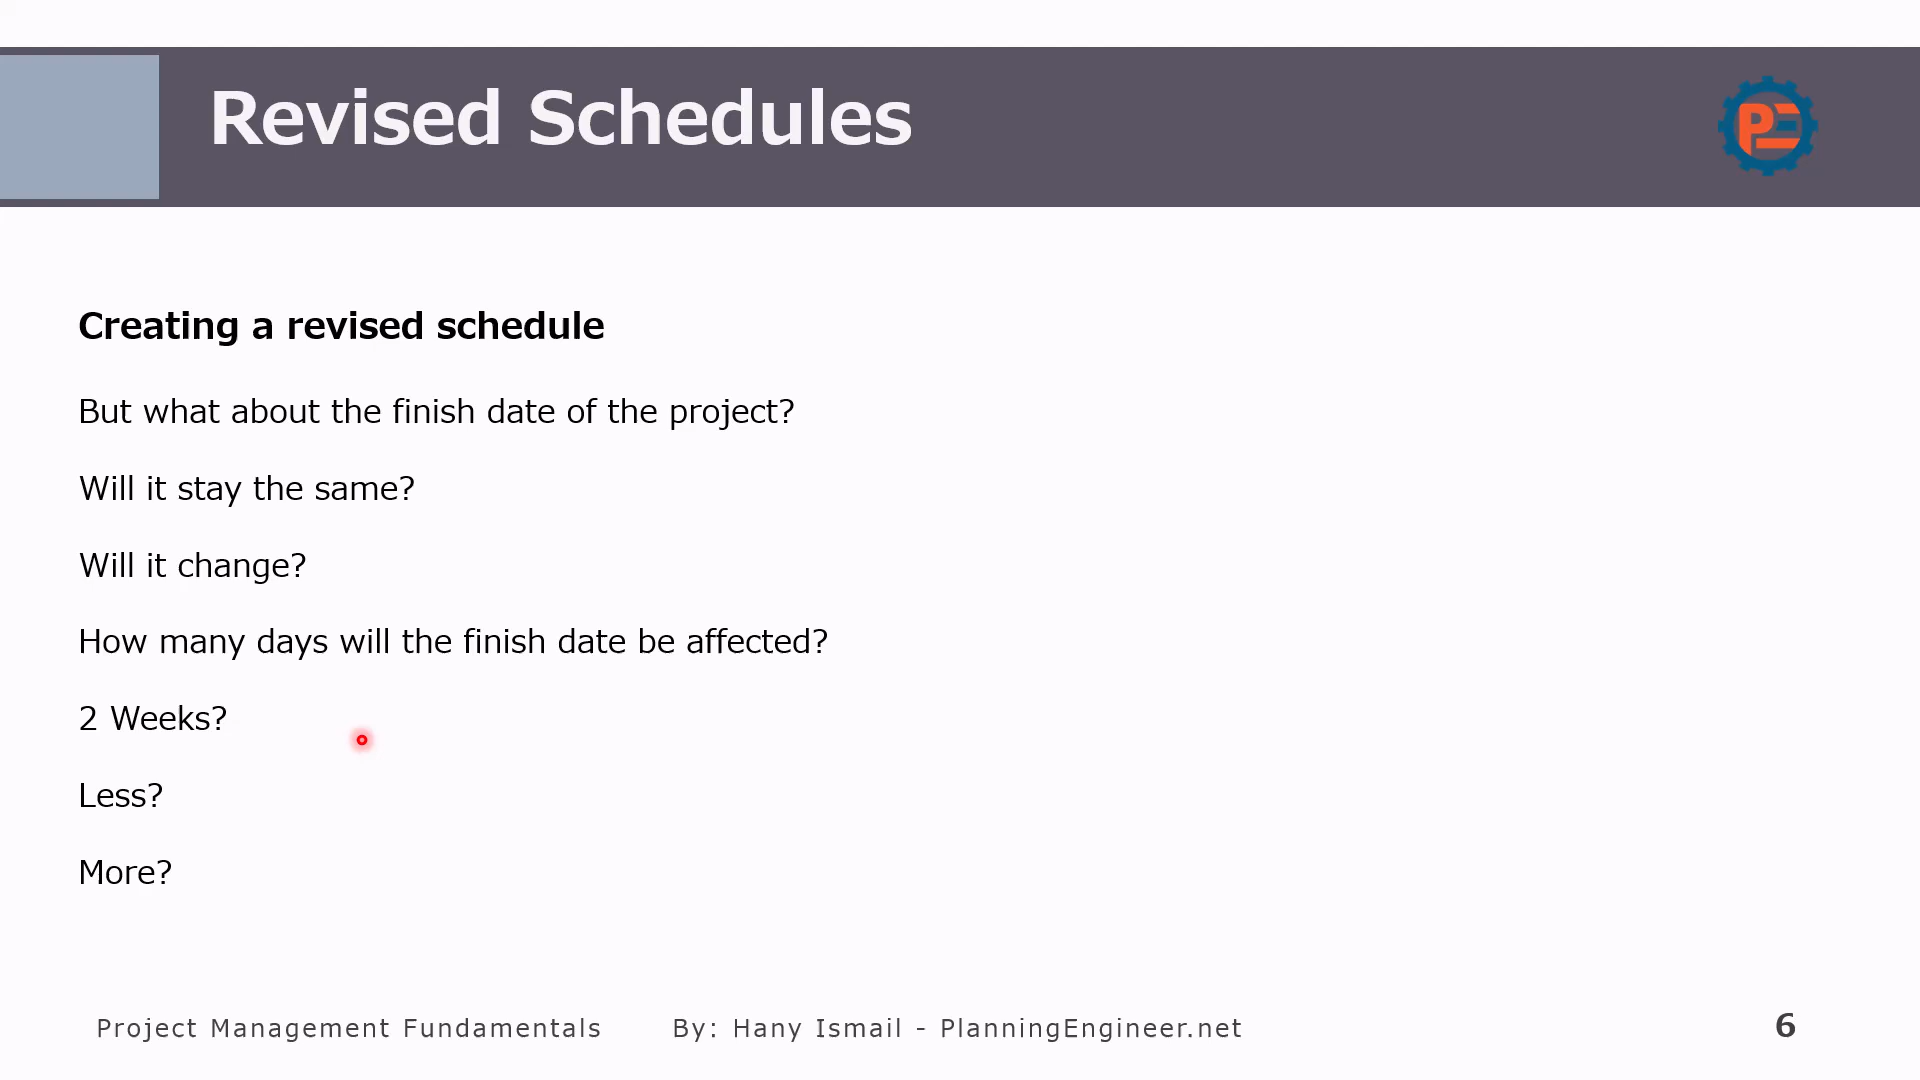 Revised Schedules
PE
Creating a revised schedule
But what about the finish date of the project?
Will it stay the same?
Will it change?
How many days will the finish date be affected?
2 Weeks?
Less?
More?
Project Management Fundamentals By: Hany Ismail - PlanningEngineer.net 6